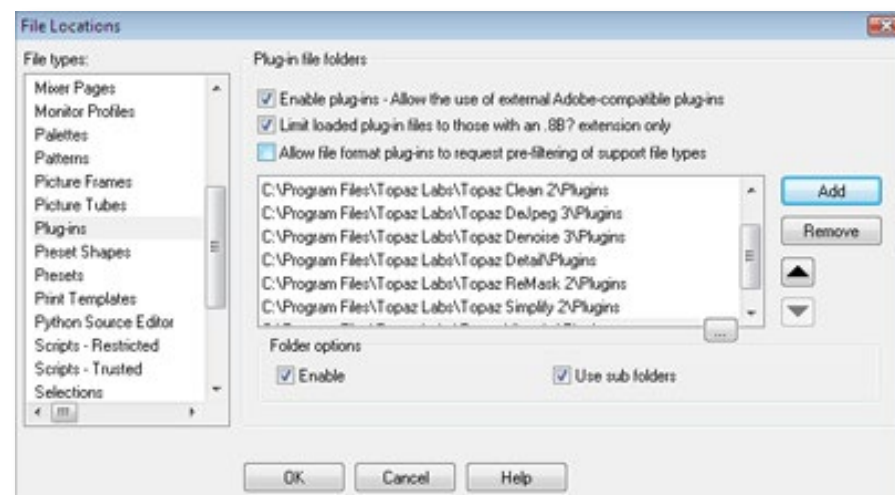 File Locations
File types:
Mixer Pages
Monitor Profiles
Palettes
Patterns
Picture Frames
Picture Tubes
Plug-ins
Preset Shapes
Presets
Print Templates
Python Source Editor
Scripts - Restricted
Scripts - Trusted
Selections
Plug-in file folders
Enable plug-ins - Allow the use of external Adobe-compatible plug-ins
Limit loaded plug-in files to those with an .8B? extension only
Allow file format plug-ins to request pre-filtering of support file types
C:\Program Files\Topaz Labs\Topaz Clean 2\Plugins
C:\Program Files\Topaz Labs\Topaz DeJpeg 3\Plugins
C:\Program Files\Topaz Labs\Topaz Denoise 3\Plugins
C:\Program Files\Topaz Labs\Topaz Detail\Plugins
C:\Program Files\Topaz Labs\Topaz ReMask 2\Plugins
C:\Program Files\Topaz Labs\Topaz Simplify 2\Plugins
Add
Remove
...
Folder options
Enable
Use sub folders
OK
Cancel
Help